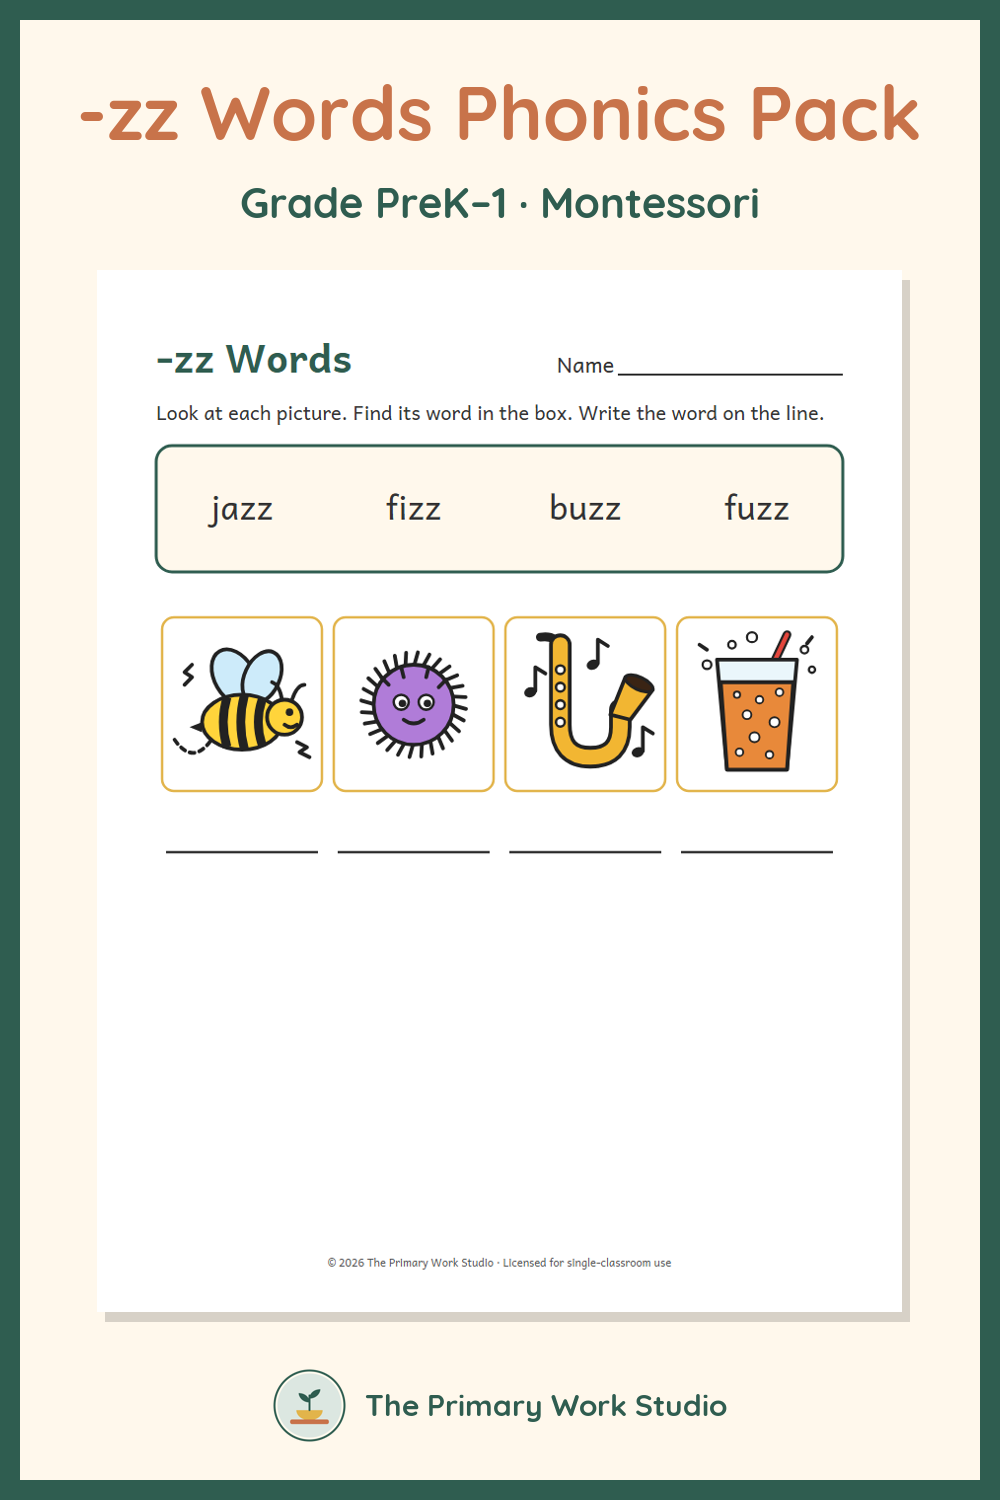 -zz Words Phonics Pack
Grade PreK–1 · Montessori
-zz Words
Name
Look at each picture. Find its word in the box. Write the word on the line.
jazz fizz buzz fuzz
© 2026 The Primary Work Studio · Licensed for single-classroom use
The Primary Work Studio